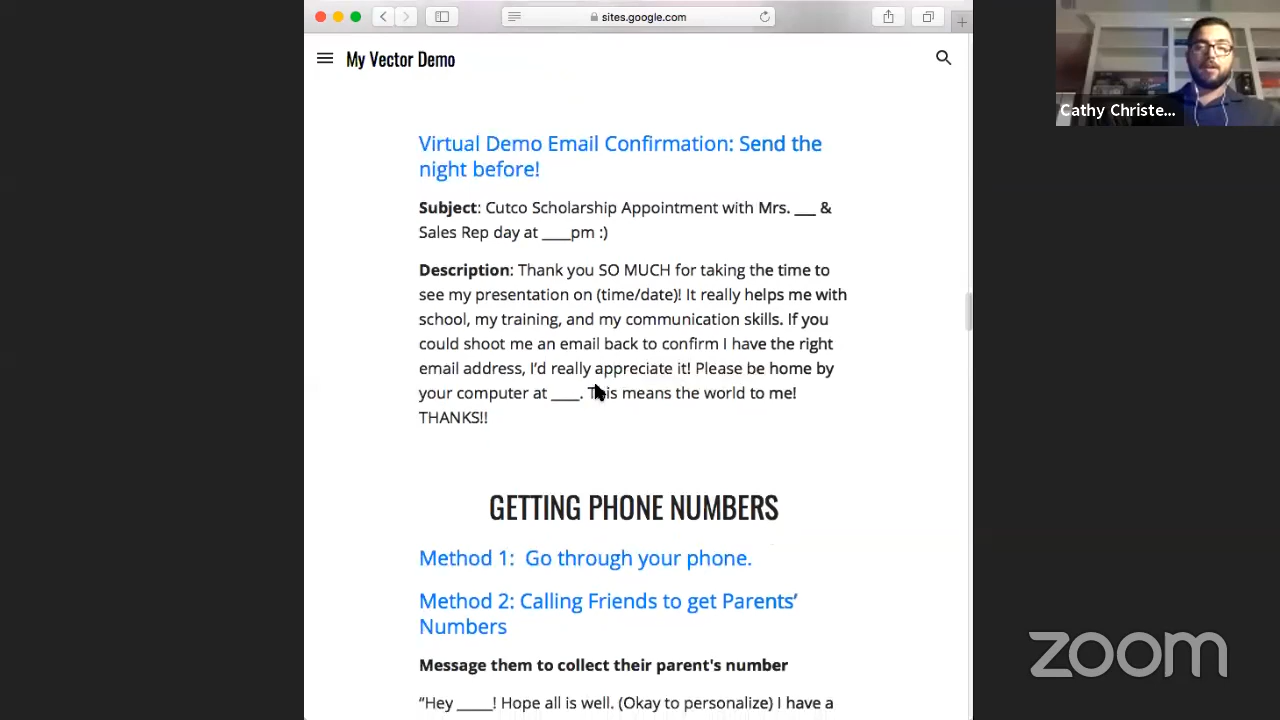 sites.google.com
My Vector Demo
Cathy Christe...
Virtual Demo Email Confirmation: Send the
night before!
Subject: Cutco Scholarship Appointment with Mrs. ___ &
Sales Rep day at ____pm :)
Description: Thank you SO MUCH for taking the time to
see my presentation on (time/date)! It really helps me with
school, my training, and my communication skills. If you
could shoot me an email back to confirm I have the right
email address, I'd really appreciate it! Please be home by
your computer at ____. This means the world to me!
THANKS!!
GETTING PHONE NUMBERS
Method 1:  Go through your phone.
Method 2: Calling Friends to get Parents’
Numbers
Message them to collect their parent's number
“Hey _____! Hope all is well. (Okay to personalize) I have a
zoom